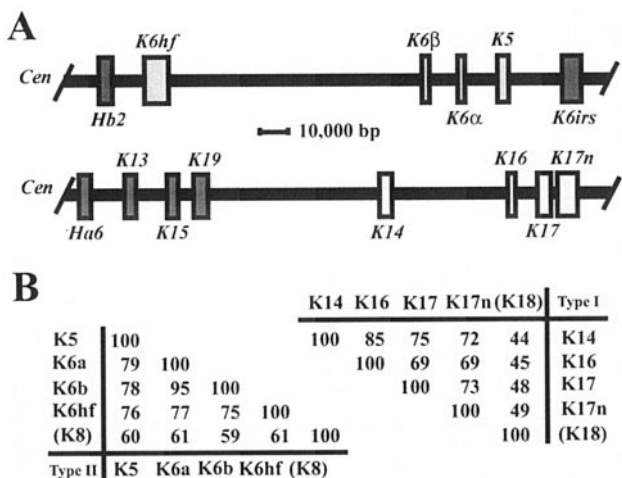 A
K6hf K6β K5
Cen
Hb2 K6α K6irs
10,000 bp
K13 K19 K16 K17n
Cen
Ha6 K15 K14 K17
B
K14 K16 K17 K17n (K18) Type I
K5 100 100 85 75 72 44 K14
K6a 79 100 100 69 69 45 K16
K6b 78 95 100 100 73 48 K17
K6hf 76 77 75 100 100 49 K17n
(K8) 60 61 59 61 100 100 (K18)
Type II K5 K6a K6b K6hf (K8)